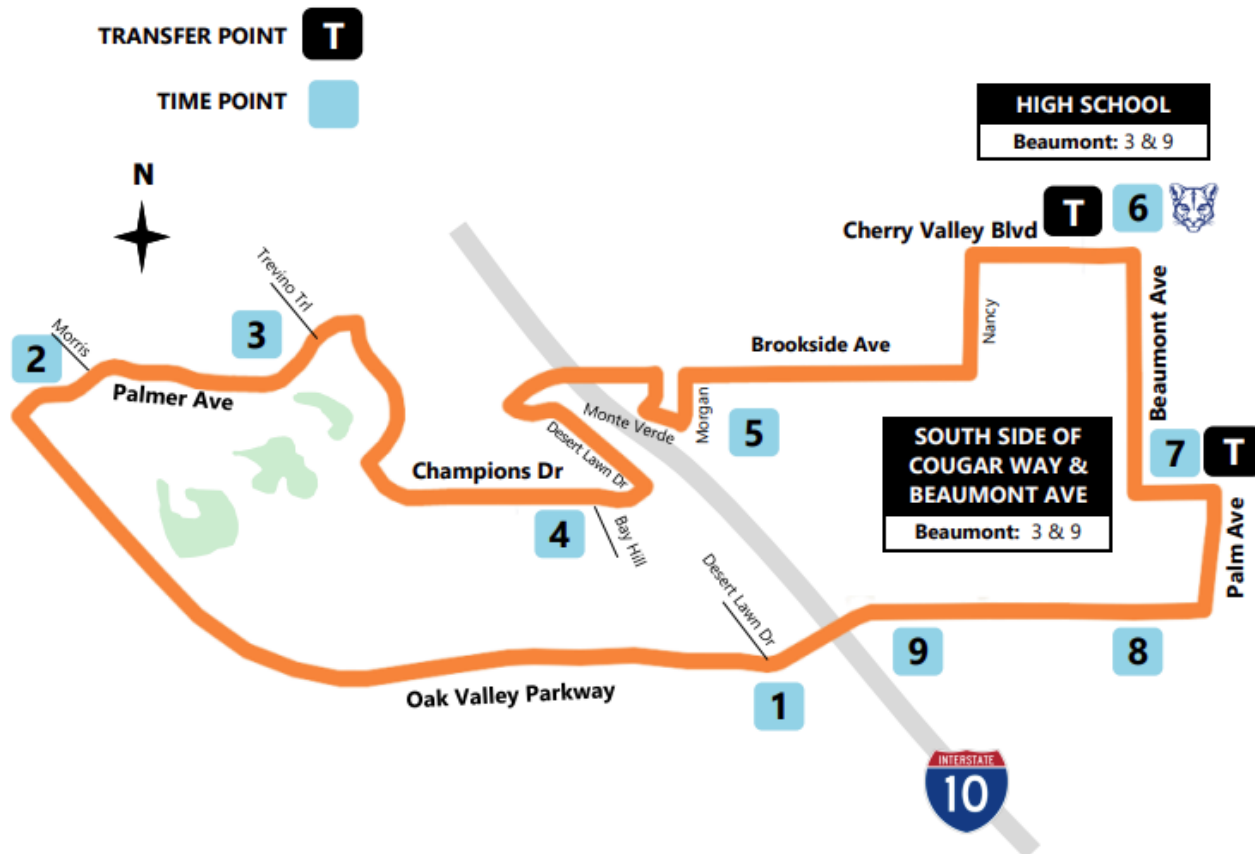 TRANSFER POINT T
TIME POINT
N
HIGH SCHOOL
Beaumont: 3 & 9
T 6
Cherry Valley Blvd
Trevino Trl
3
Morris
2
Palmer Ave
Brookside Ave
Nancy
Beaumont Ave
Monte Verde
Morgan
5
Desert Lawn Dr
Champions Dr
4
Bay Hill
SOUTH SIDE OF
COUGAR WAY &
BEAUMONT AVE
Beaumont: 3 & 9
7 T
Palm Ave
Desert Lawn Dr
9
8
1
Oak Valley Parkway
INTERSTATE
10